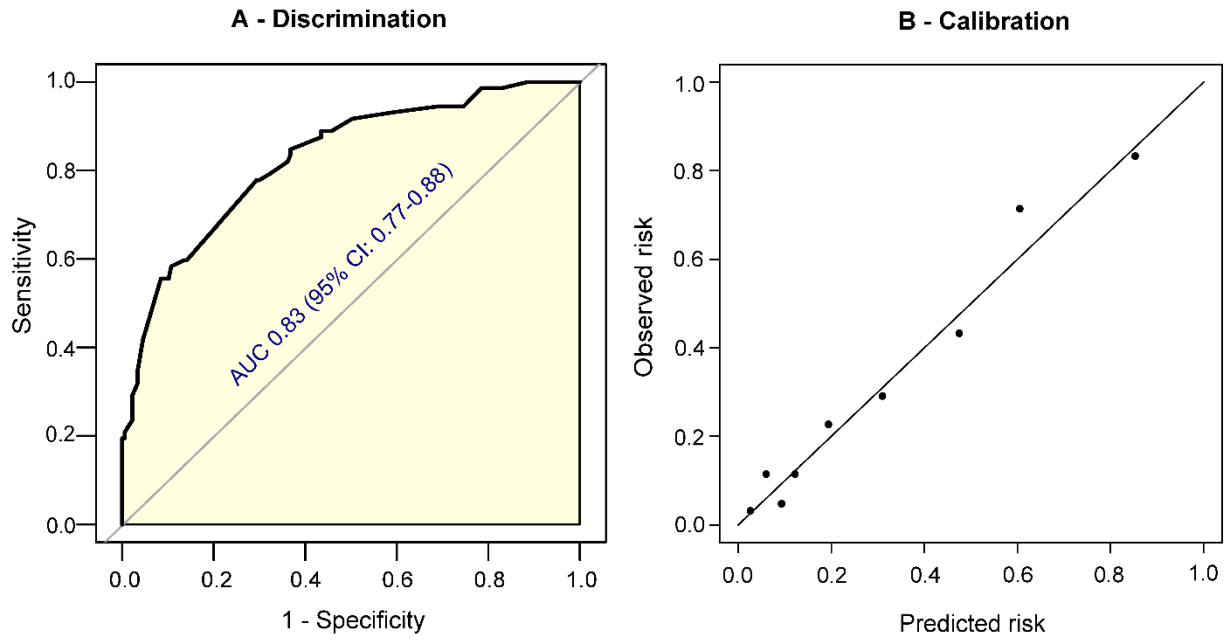 A - Discrimination
Sensitivity
1.0
0.8
0.6
0.4
0.2
0.0
AUC 0.83 (95% CI: 0.77-0.88)
0.0 0.2 0.4 0.6 0.8 1.0
1 - Specificity
B - Calibration
Observed risk
1.0
0.8
0.6
0.4
0.2
0.0
0.0 0.2 0.4 0.6 0.8 1.0
Predicted risk